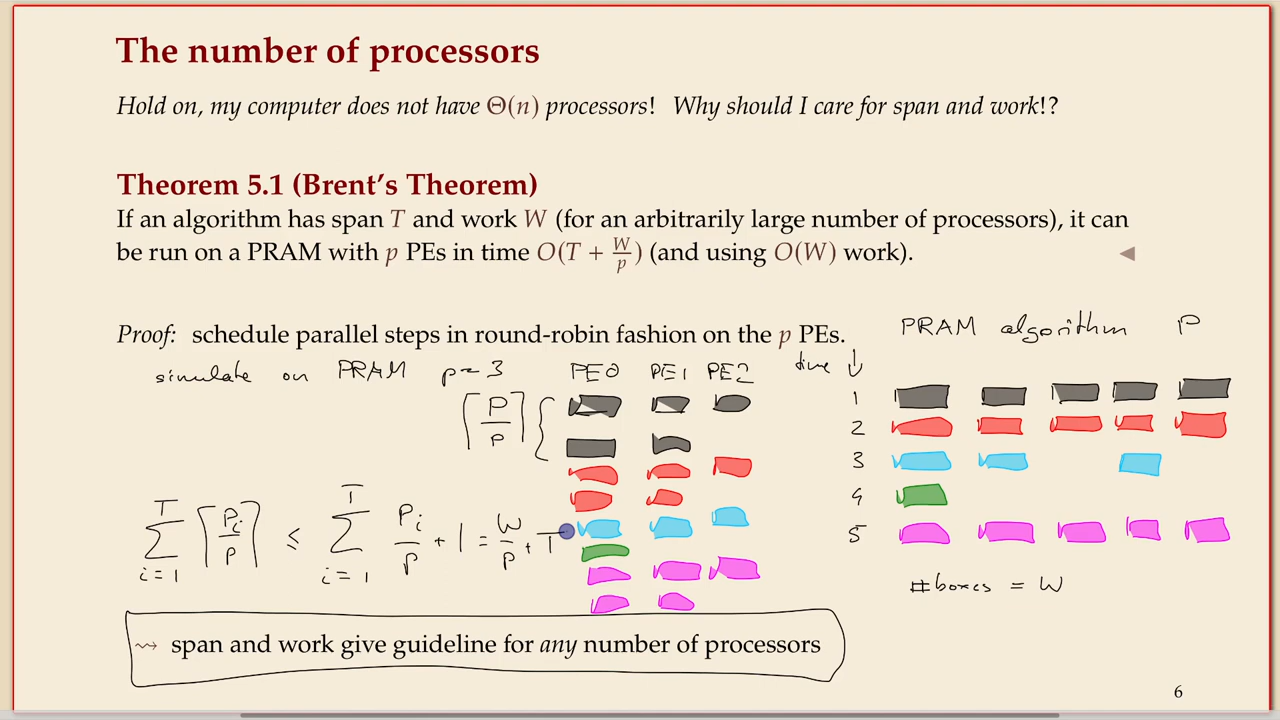 The number of processors
Hold on, my computer does not have Θ(n) processors! Why should I care for span and work!?
Theorem 5.1 (Brent's Theorem)
If an algorithm has span T and work W (for an arbitrarily large number of processors), it can
be run on a PRAM with p PEs in time O(T + W/p) (and using O(W) work). ◀
Proof: schedule parallel steps in round-robin fashion on the p PEs.
PRAM algorithm P
simulate on PRAM p = 3
PE0 PE1 PE2
time ↓
⌈P/p⌉ {
1
2
3
4
5
∑_{i=1}^{T} ⌈P_i/p⌉ ≤ ∑_{i=1}^{T} P_i/p + 1 = W/p + T
#boxes = W
⇝ span and work give guideline for any number of processors
6